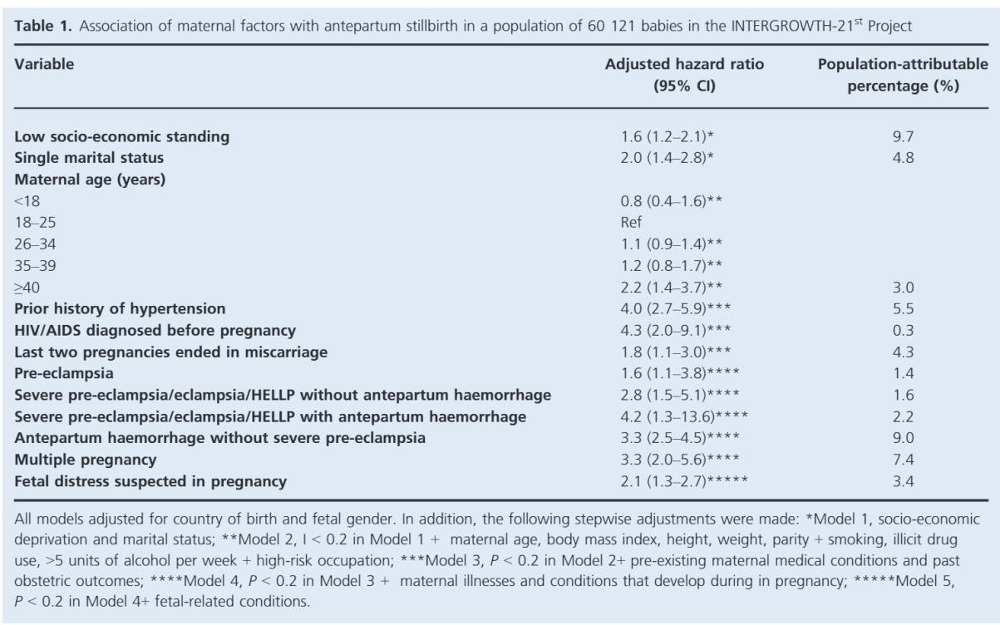 Table 1. Association of maternal factors with antepartum stillbirth in a population of 60 121 babies in the INTERGROWTH-21st Project
Variable Adjusted hazard ratio (95% CI) Population-attributable percentage (%)
Low socio-economic standing 1.6 (1.2–2.1)* 9.7
Single marital status 2.0 (1.4–2.8)* 4.8
Maternal age (years)
<18 0.8 (0.4–1.6)**
18–25 Ref
26–34 1.1 (0.9–1.4)**
35–39 1.2 (0.8–1.7)**
≥40 2.2 (1.4–3.7)** 3.0
Prior history of hypertension 4.0 (2.7–5.9)*** 5.5
HIV/AIDS diagnosed before pregnancy 4.3 (2.0–9.1)*** 0.3
Last two pregnancies ended in miscarriage 1.8 (1.1–3.0)*** 4.3
Pre-eclampsia 1.6 (1.1–3.8)**** 1.4
Severe pre-eclampsia/eclampsia/HELLP without antepartum haemorrhage 2.8 (1.5–5.1)**** 1.6
Severe pre-eclampsia/eclampsia/HELLP with antepartum haemorrhage 4.2 (1.3–13.6)**** 2.2
Antepartum haemorrhage without severe pre-eclampsia 3.3 (2.5–4.5)**** 9.0
Multiple pregnancy 3.3 (2.0–5.6)**** 7.4
Fetal distress suspected in pregnancy 2.1 (1.3–2.7)***** 3.4
All models adjusted for country of birth and fetal gender. In addition, the following stepwise adjustments were made: *Model 1, socio-economic
deprivation and marital status; **Model 2, I < 0.2 in Model 1 + maternal age, body mass index, height, weight, parity + smoking, illicit drug
use, >5 units of alcohol per week + high-risk occupation; ***Model 3, P < 0.2 in Model 2+ pre-existing maternal medical conditions and past
obstetric outcomes; ****Model 4, P < 0.2 in Model 3 + maternal illnesses and conditions that develop during in pregnancy; *****Model 5,
P < 0.2 in Model 4+ fetal-related conditions.